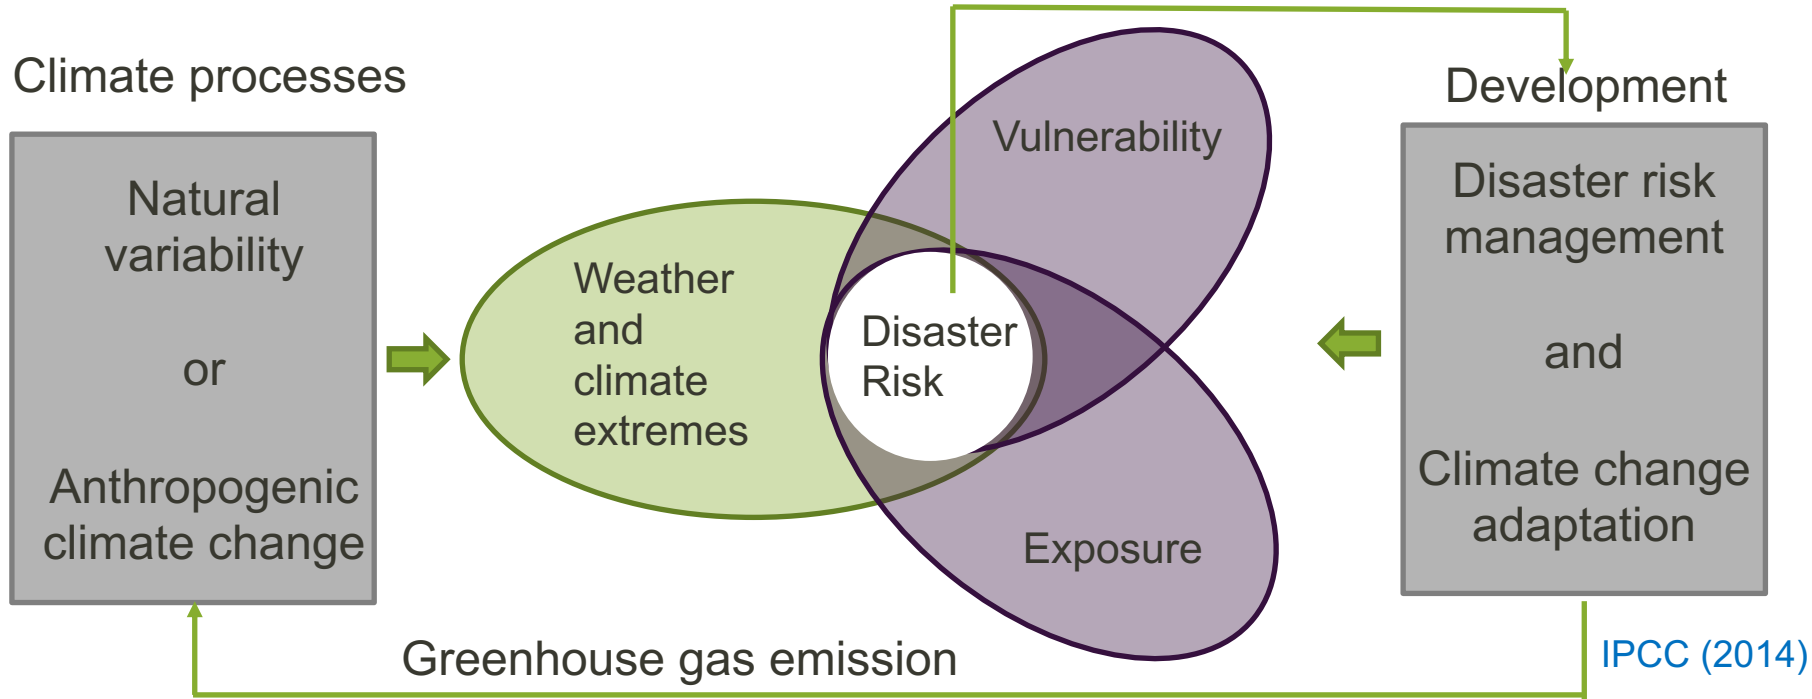 Climate processes
Natural
variability
or
Anthropogenic
climate change
Weather
and
climate
extremes
Vulnerability
Disaster
Risk
Exposure
Development
Disaster risk
management
and
Climate change
adaptation
Greenhouse gas emission
IPCC (2014)